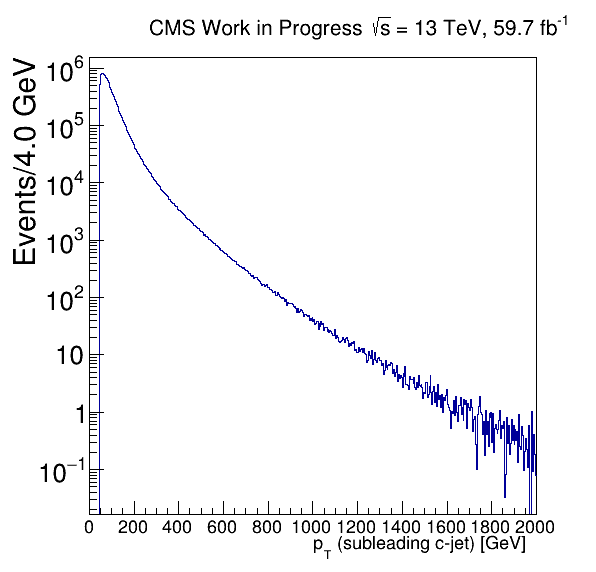 CMS Work in Progress √s = 13 TeV, 59.7 fb⁻¹
Events/4.0 GeV
10⁶
10⁵
10⁴
10³
10²
10
1
10⁻¹
0 200 400 600 800 1000 1200 1400 1600 1800 2000
p_T (subleading c-jet) [GeV]